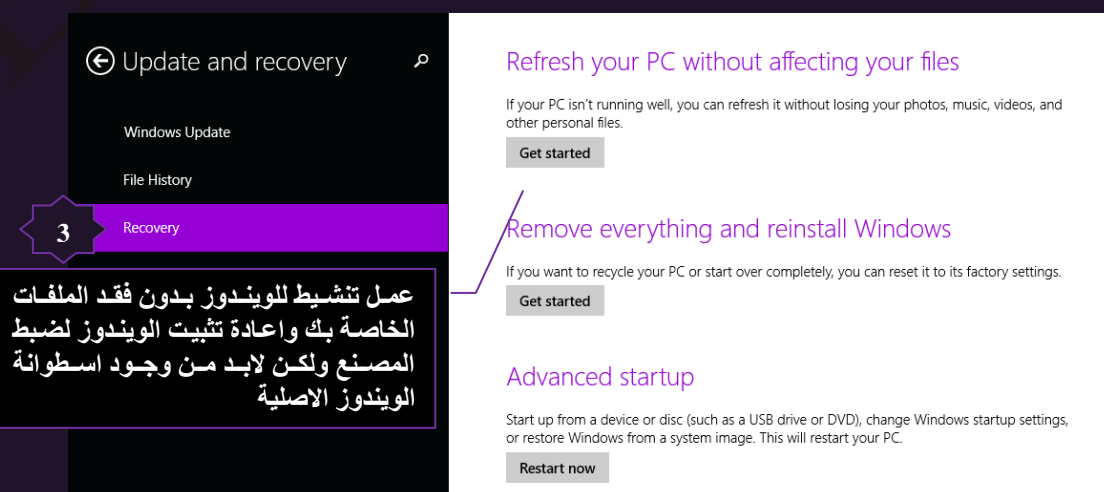 Update and recovery
Windows Update
File History
3
Recovery
عمل تنشيط للويندوز بدون فقد الملفات
الخاصة بك واعادة تثبيت الويندوز لضبط
المصنع ولكن لابد من وجود اسطوانة
الويندوز الاصلية
Refresh your PC without affecting your files
If your PC isn't running well, you can refresh it without losing your photos, music, videos, and
other personal files.
Get started
Remove everything and reinstall Windows
If you want to recycle your PC or start over completely, you can reset it to its factory settings.
Get started
Advanced startup
Start up from a device or disc (such as a USB drive or DVD), change Windows startup settings,
or restore Windows from a system image. This will restart your PC.
Restart now